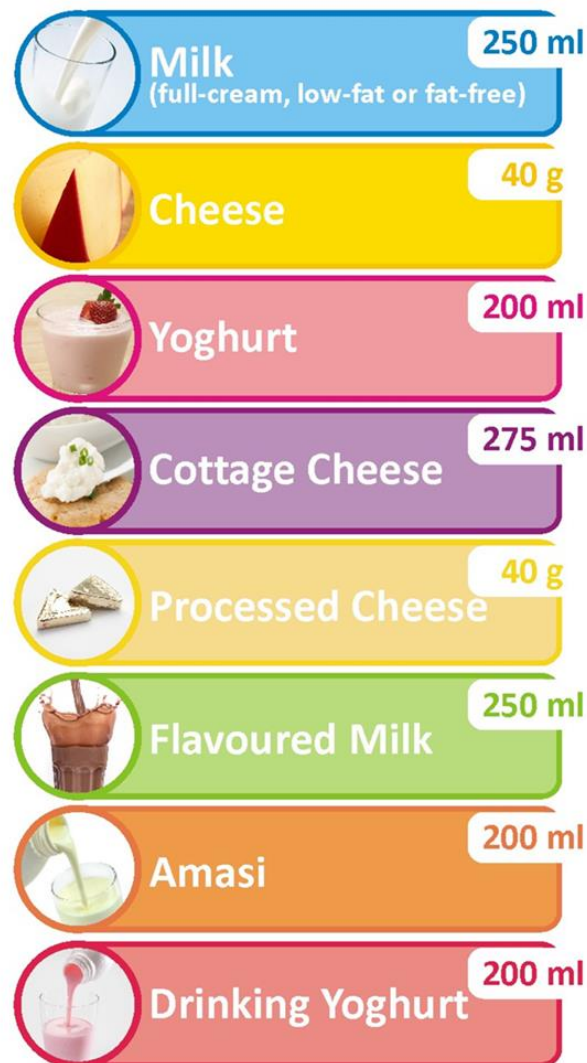 250 ml
Milk
(full-cream, low-fat or fat-free)
40 g
Cheese
200 ml
Yoghurt
275 ml
Cottage Cheese
40 g
Processed Cheese
250 ml
Flavoured Milk
200 ml
Amasi
200 ml
Drinking Yoghurt